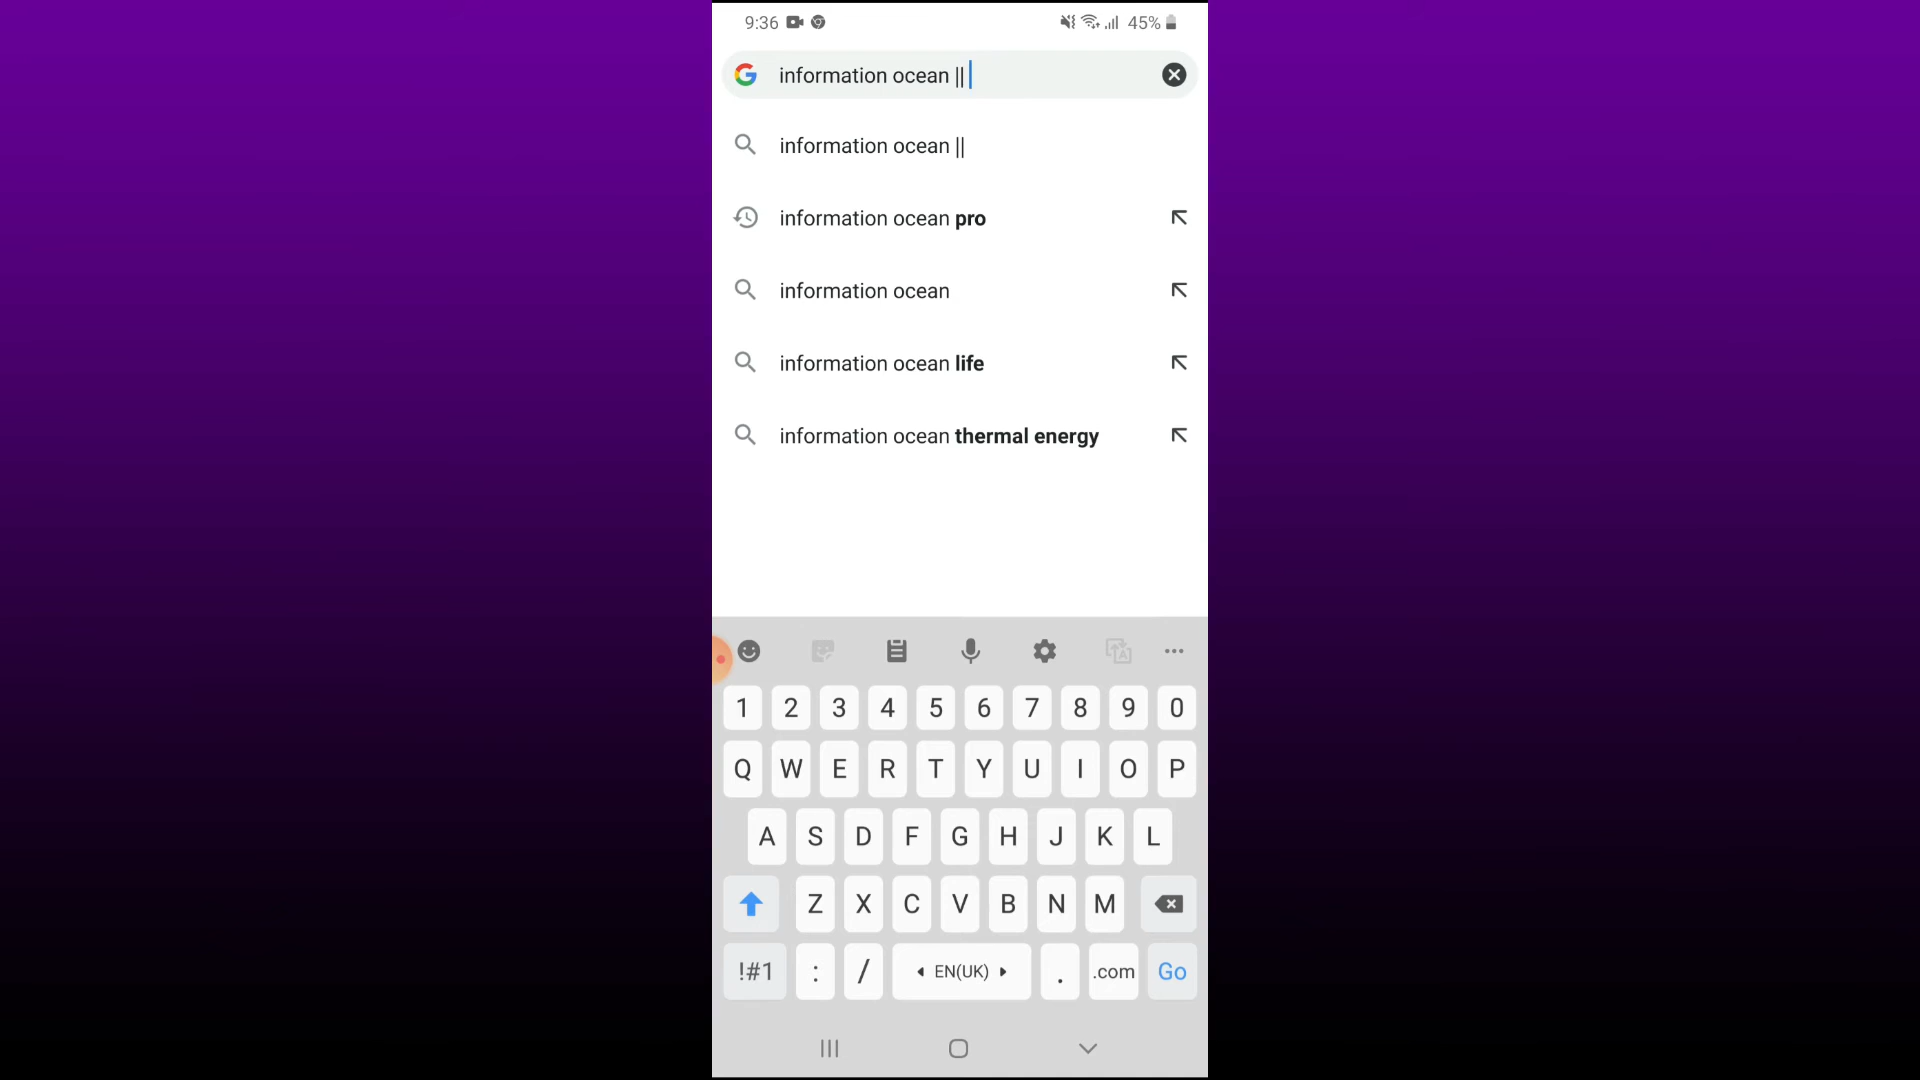 9:36 45%
information ocean ||
information ocean ||
information ocean pro
information ocean
information ocean life
information ocean thermal energy
1 2 3 4 5 6 7 8 9 0
Q W E R T Y U I O P
A S D F G H J K L
Z X C V B N M
!#1 : / EN(UK) . .com Go